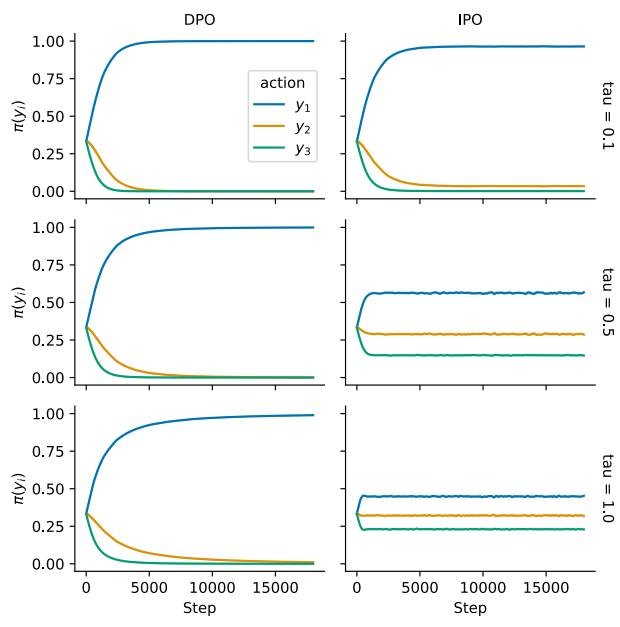 DPO
IPO
1.00
0.75
0.50
0.25
0.00
π(yᵢ)
action
y₁
y₂
y₃
tau = 0.1
1.00
0.75
0.50
0.25
0.00
π(yᵢ)
tau = 0.5
1.00
0.75
0.50
0.25
0.00
π(yᵢ)
tau = 1.0
0 5000 10000 15000
Step
0 5000 10000 15000
Step